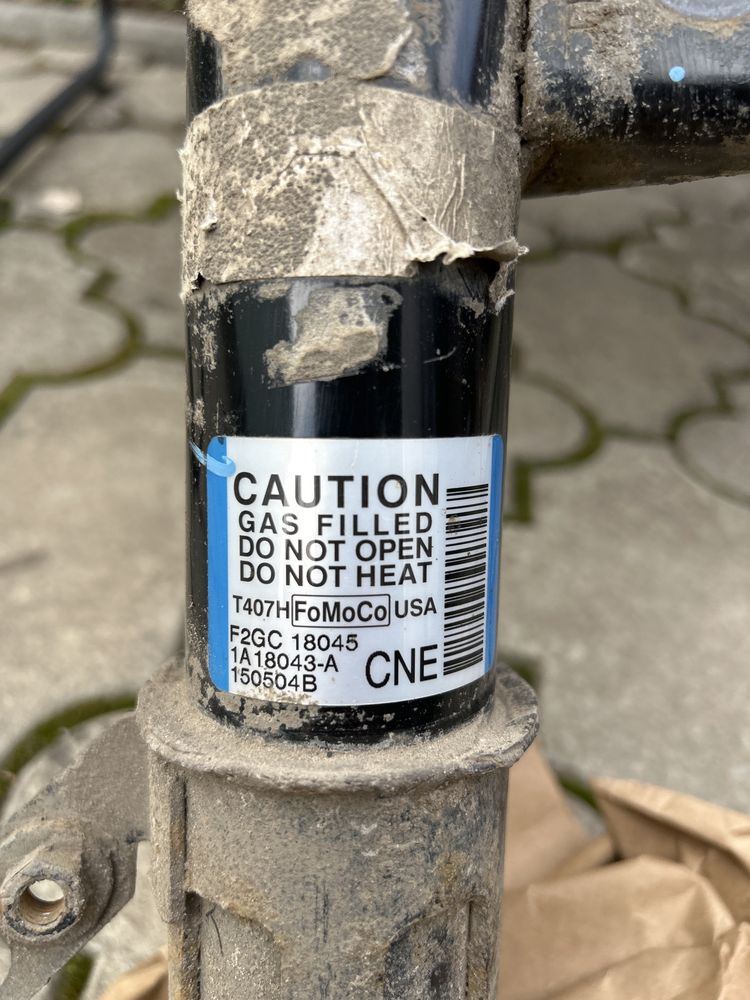 CAUTION
GAS FILLED
DO NOT OPEN
DO NOT HEAT
T407H FoMoCo USA
F2GC 18045
1A18043-A
150504B
CNE